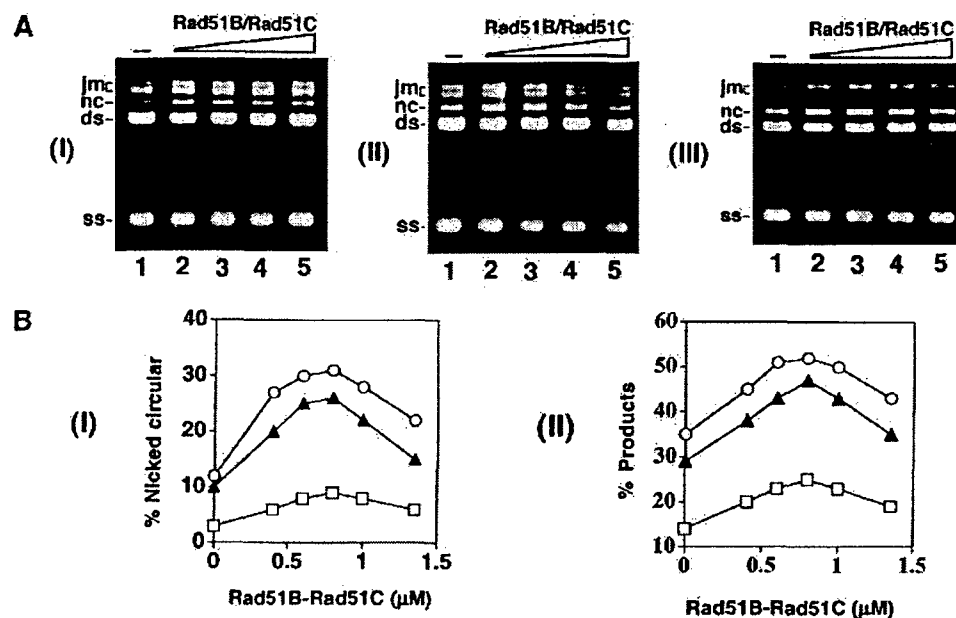 A
Rad51B/Rad51C
Rad51B/Rad51C
Rad51B/Rad51C
jm
nc
ds
ss
(I)
1 2 3 4 5
jm
nc
ds
ss
(II)
1 2 3 4 5
jm
nc
ds
ss
(III)
1 2 3 4 5
B
(I)
% Nicked circular
40
30
20
10
0
0 0.5 1 1.5
Rad51B-Rad51C (μM)
(II)
% Products
60
50
40
30
20
10
0 0.5 1 1.5
Rad51B-Rad51C (μM)